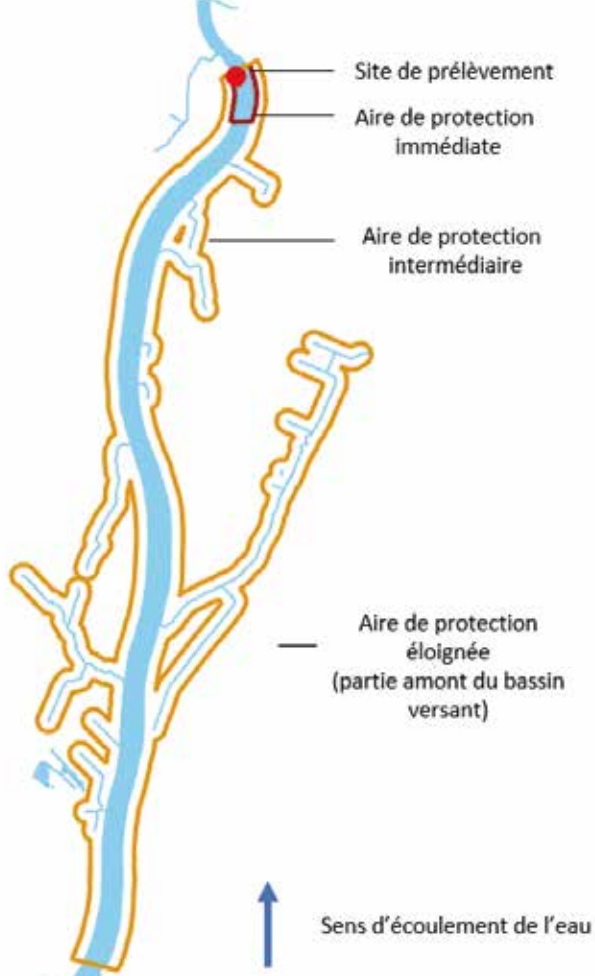 Site de prélèvement
Aire de protection
immédiate
Aire de protection
intermédiaire
Aire de protection
éloignée
(partie amont du bassin
versant)
Sens d'écoulement de l'eau